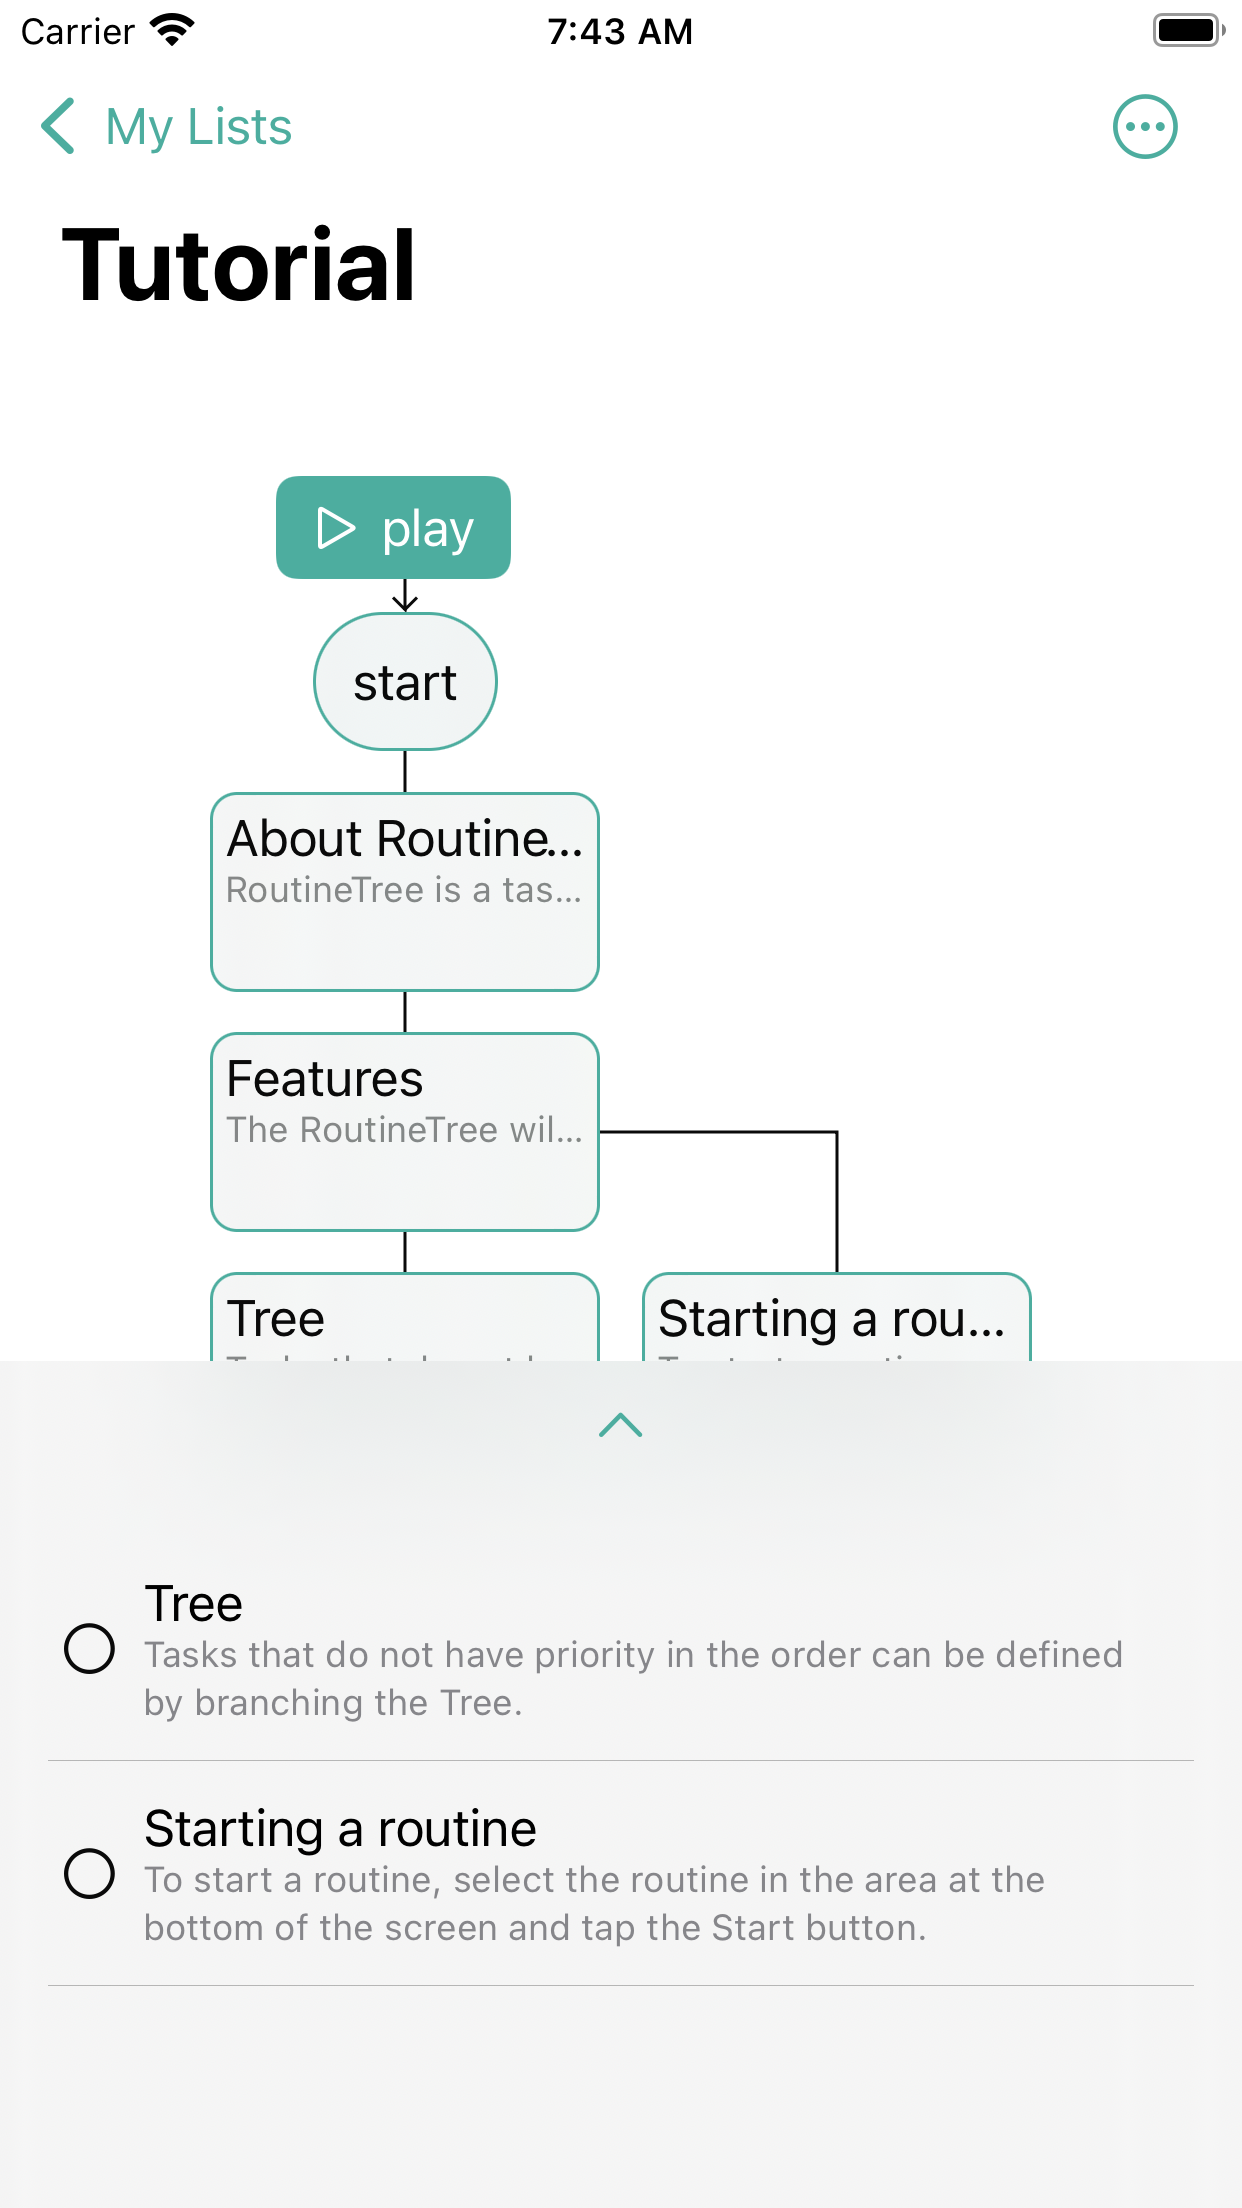 Carrier
7:43 AM
My Lists
Tutorial
play
start
About Routine...
RoutineTree is a tas...
Features
The RoutineTree wil...
Tree
Starting a rou...
Tree
Tasks that do not have priority in the order can be defined
by branching the Tree.
Starting a routine
To start a routine, select the routine in the area at the
bottom of the screen and tap the Start button.